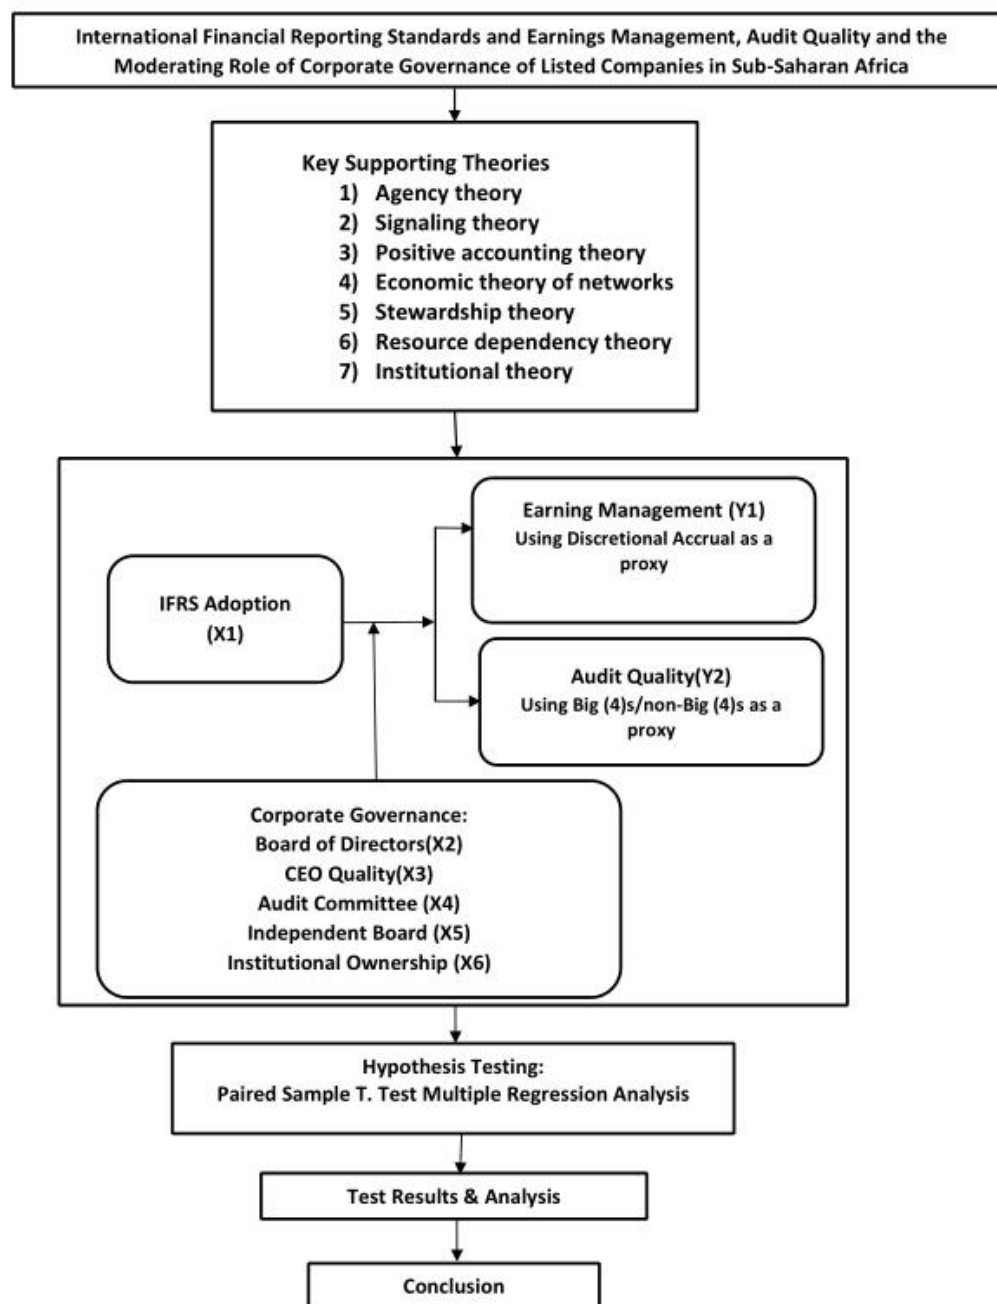 International Financial Reporting Standards and Earnings Management, Audit Quality and the
Moderating Role of Corporate Governance of Listed Companies in Sub-Saharan Africa
Key Supporting Theories
1) Agency theory
2) Signaling theory
3) Positive accounting theory
4) Economic theory of networks
5) Stewardship theory
6) Resource dependency theory
7) Institutional theory
Earning Management (Y1)
Using Discretional Accrual as a
proxy
IFRS Adoption
(X1)
Audit Quality(Y2)
Using Big (4)s/non-Big (4)s as a
proxy
Corporate Governance:
Board of Directors(X2)
CEO Quality(X3)
Audit Committee (X4)
Independent Board (X5)
Institutional Ownership (X6)
Hypothesis Testing:
Paired Sample T. Test Multiple Regression Analysis
Test Results & Analysis
Conclusion